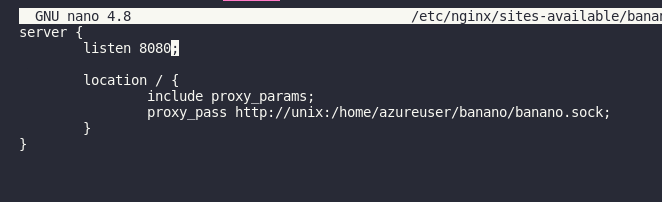 GNU nano 4.8 /etc/nginx/sites-available/banan
server {
        listen 8080;

        location / {
                include proxy_params;
                proxy_pass http://unix:/home/azureuser/banano/banano.sock;
        }
}